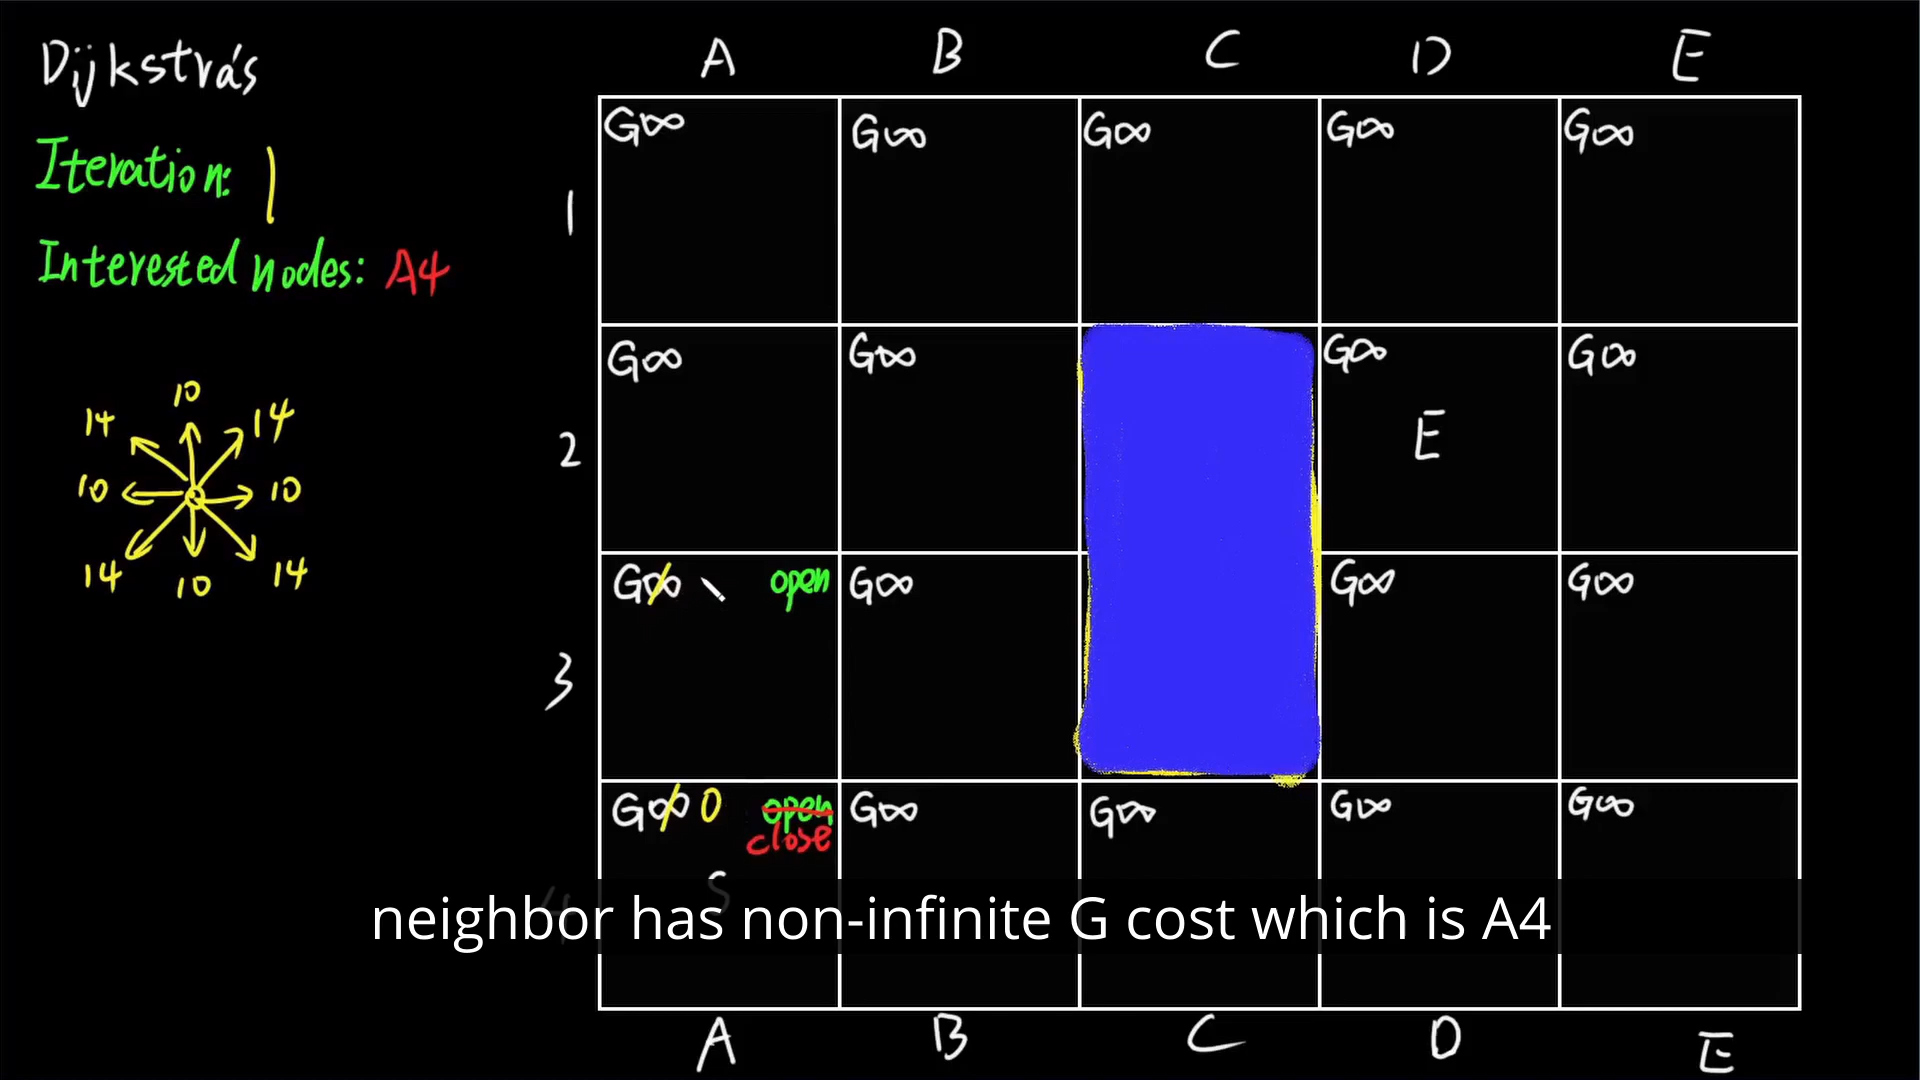 Dijkstra's
Iteration: 1
Interested nodes: A4
14 10 14
10 10
14 10 14
A B C D E
1 G∞ G∞ G∞ G∞ G∞
2 G∞ G∞ G∞ G∞
E
3 G∞ open G∞ G∞ G∞
G∞ 0 open G∞ G∞ G∞ G∞
close
S
neighbor has non-infinite G cost which is A4
A B C D E